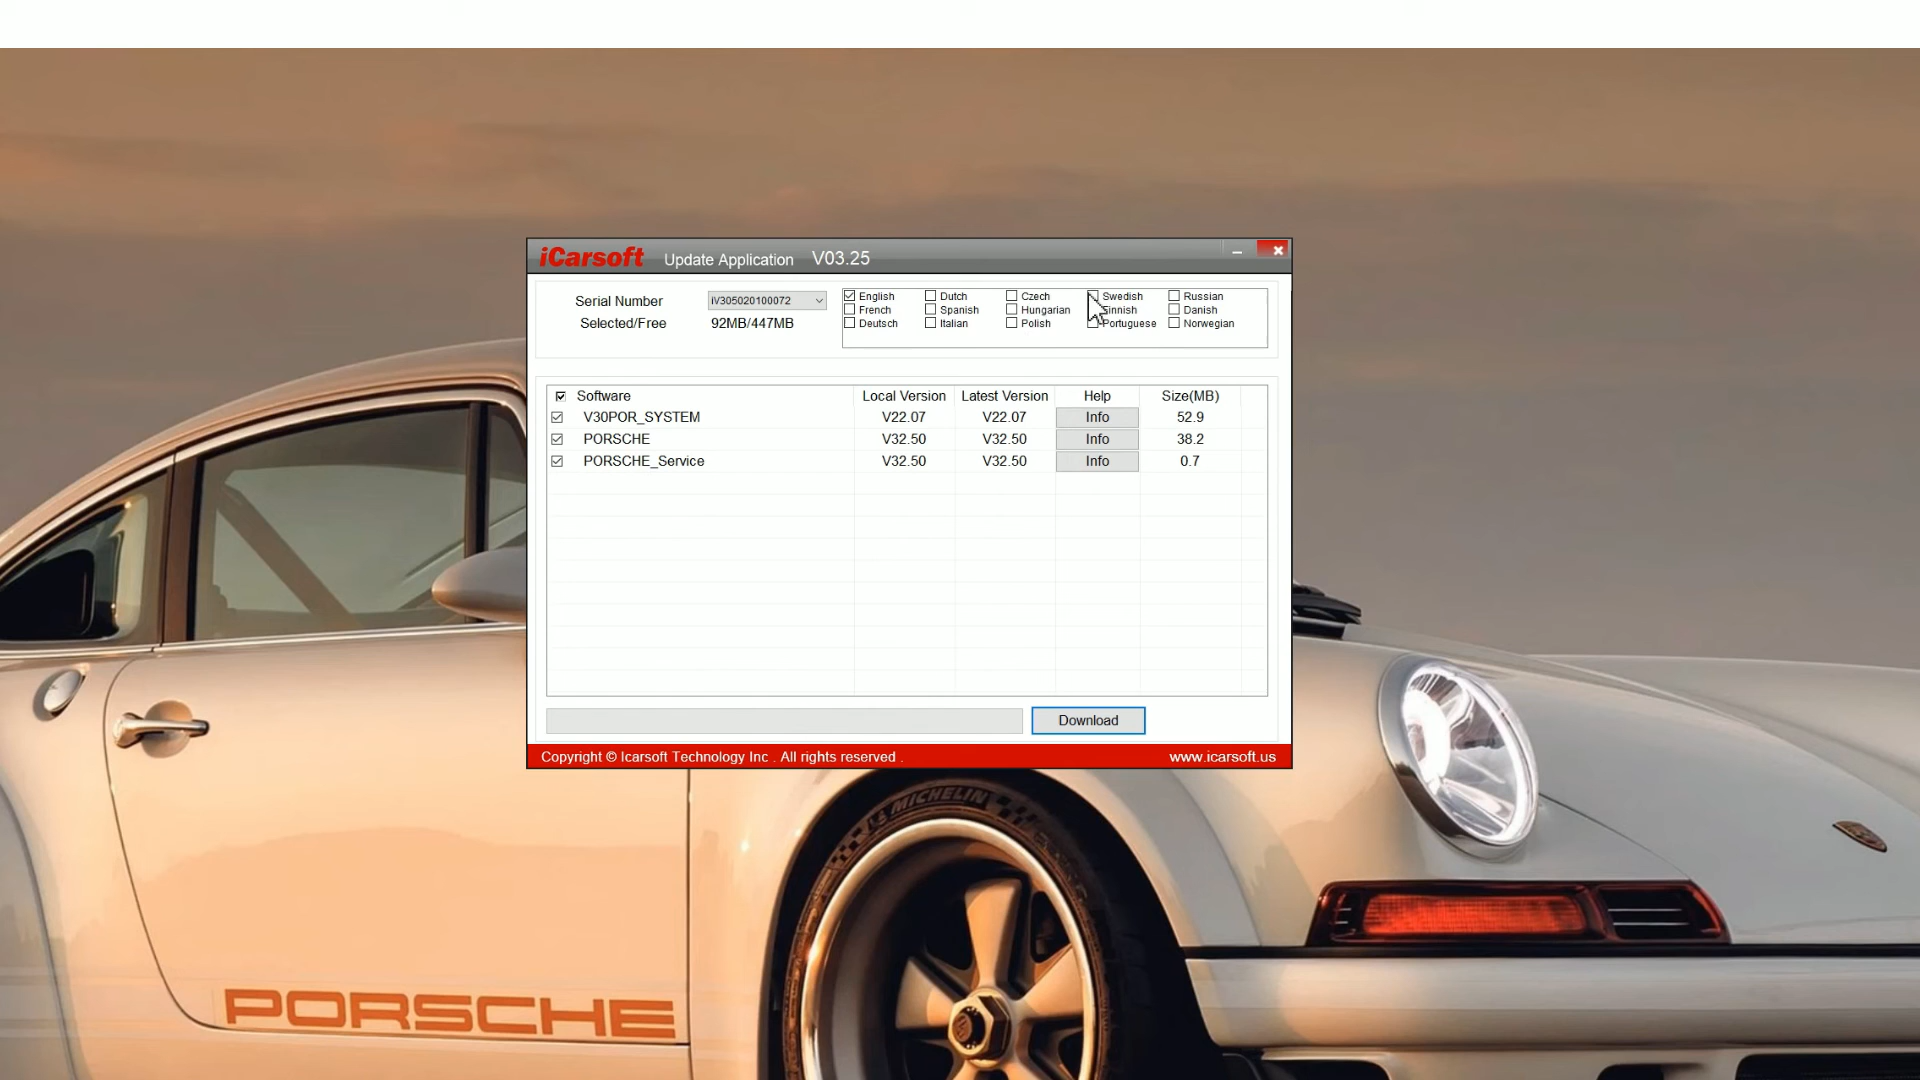 iCarsoft Update Application V03.25
Serial Number iV305020100072
Selected/Free 92MB/447MB
English Dutch Czech Swedish Russian
French Spanish Hungarian Finnish Danish
Deutsch Italian Polish Portuguese Norwegian
Software Local Version Latest Version Help Size(MB)
V30POR_SYSTEM V22.07 V22.07 Info 52.9
PORSCHE V32.50 V32.50 Info 38.2
PORSCHE_Service V32.50 V32.50 Info 0.7
Download
Copyright © Icarsoft Technology Inc . All rights reserved . www.icarsoft.us
MICHELIN
PORSCHE